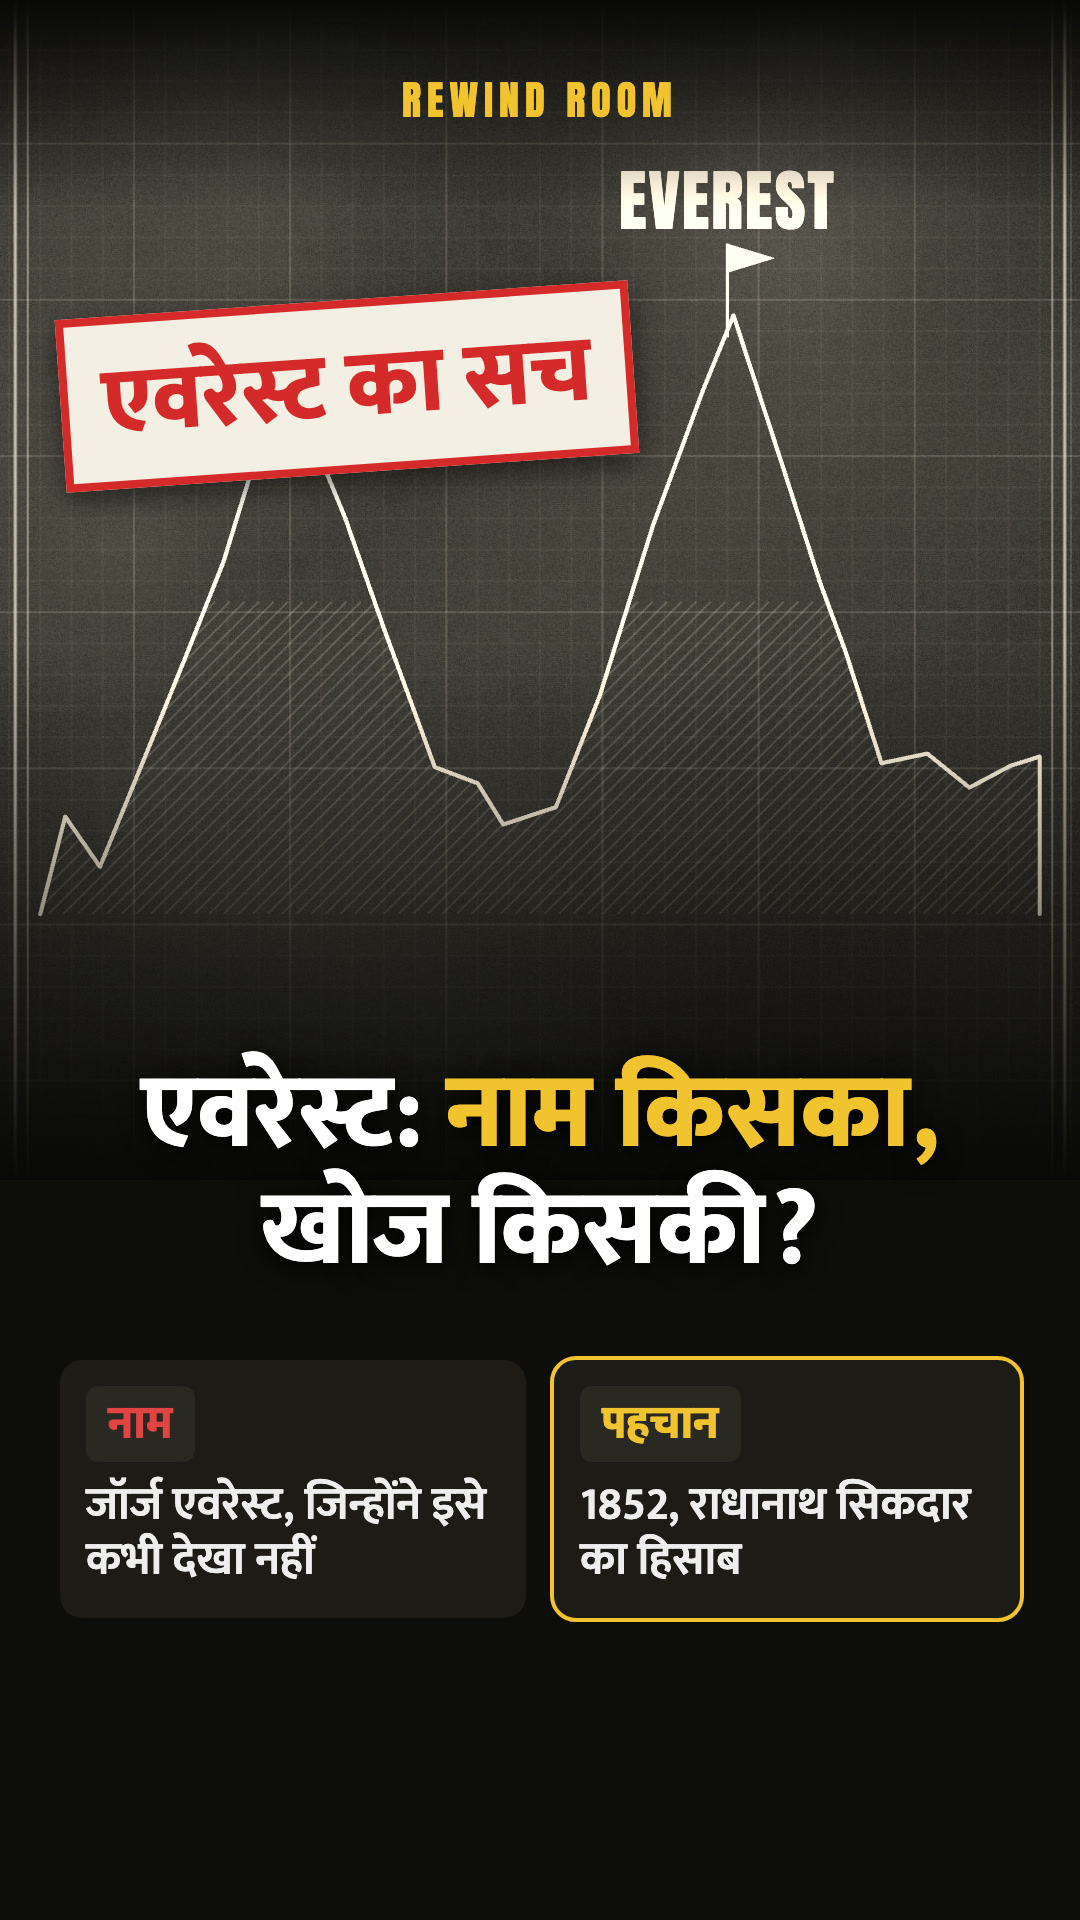 REWIND ROOM
EVEREST
एवरेस्ट का सच
एवरेस्ट: नाम किसका,
खोज किसकी?
नाम
जॉर्ज एवरेस्ट, जिन्होंने इसे
कभी देखा नहीं
पहचान
1852, राधानाथ सिकदार
का हिसाब